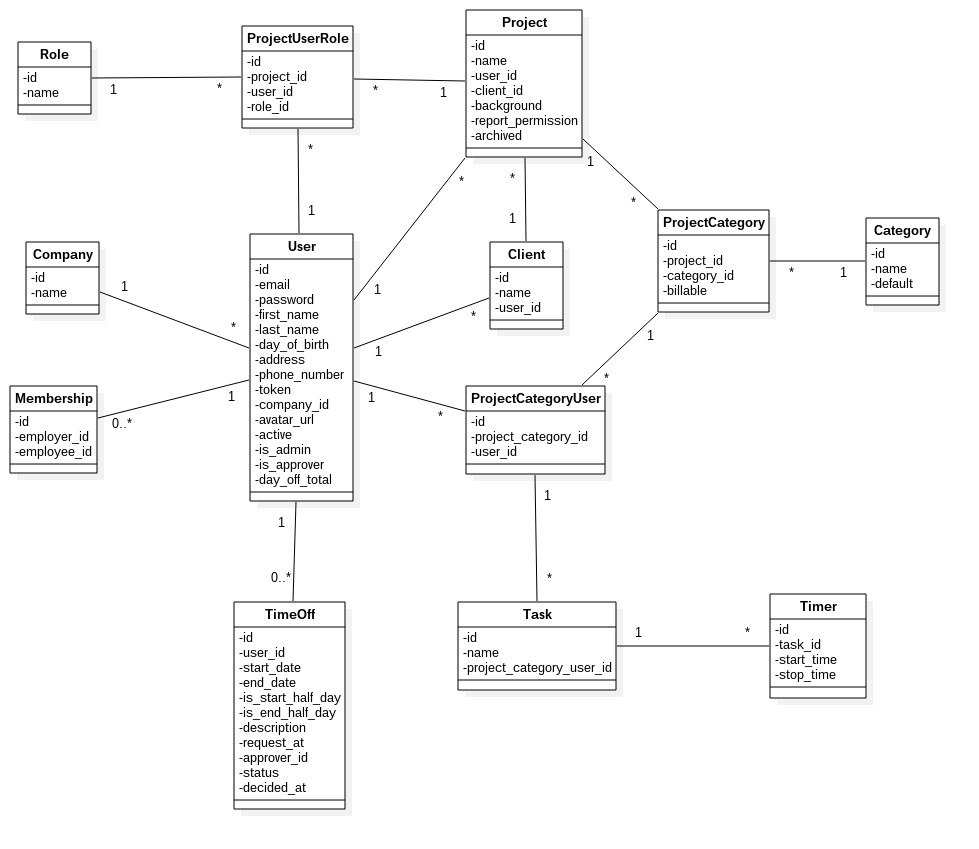 Role
-id
-name
1
*
ProjectUserRole
-id
-project_id
-user_id
-role_id
*
1
Project
-id
-name
-user_id
-client_id
-background
-report_permission
-archived
*
1
*
1
*
1
1
*
ProjectCategory
-id
-project_id
-category_id
-billable
*
1
Category
-id
-name
-default
Company
-id
-name
1
*
User
-id
-email
-password
-first_name
-last_name
-day_of_birth
-address
-phone_number
-token
-company_id
-avatar_url
-active
-is_admin
-is_approver
-day_off_total
Client
-id
-name
-user_id
*
1
1
*
Membership
-id
-employer_id
-employee_id
0..*
1
1
*
ProjectCategoryUser
-id
-project_category_id
-user_id
1
*
1
0..*
TimeOff
-id
-user_id
-start_date
-end_date
-is_start_half_day
-is_end_half_day
-description
-request_at
-approver_id
-status
-decided_at
Task
-id
-name
-project_category_user_id
1
*
Timer
-id
-task_id
-start_time
-stop_time